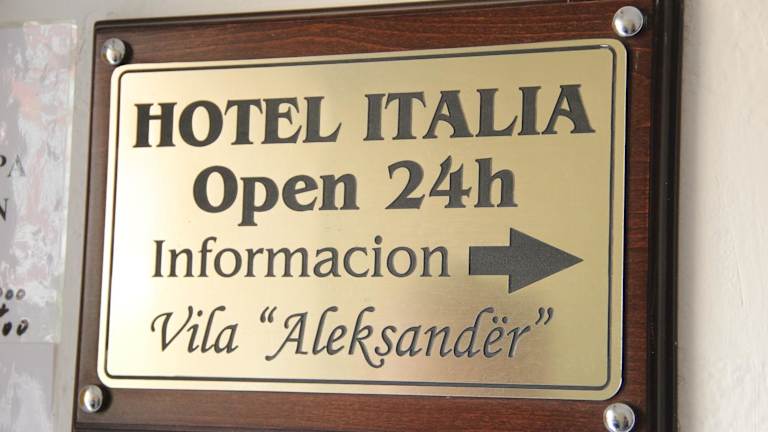 HOTEL ITALIA
Open 24h
Informacion
Vila “Aleksandër”